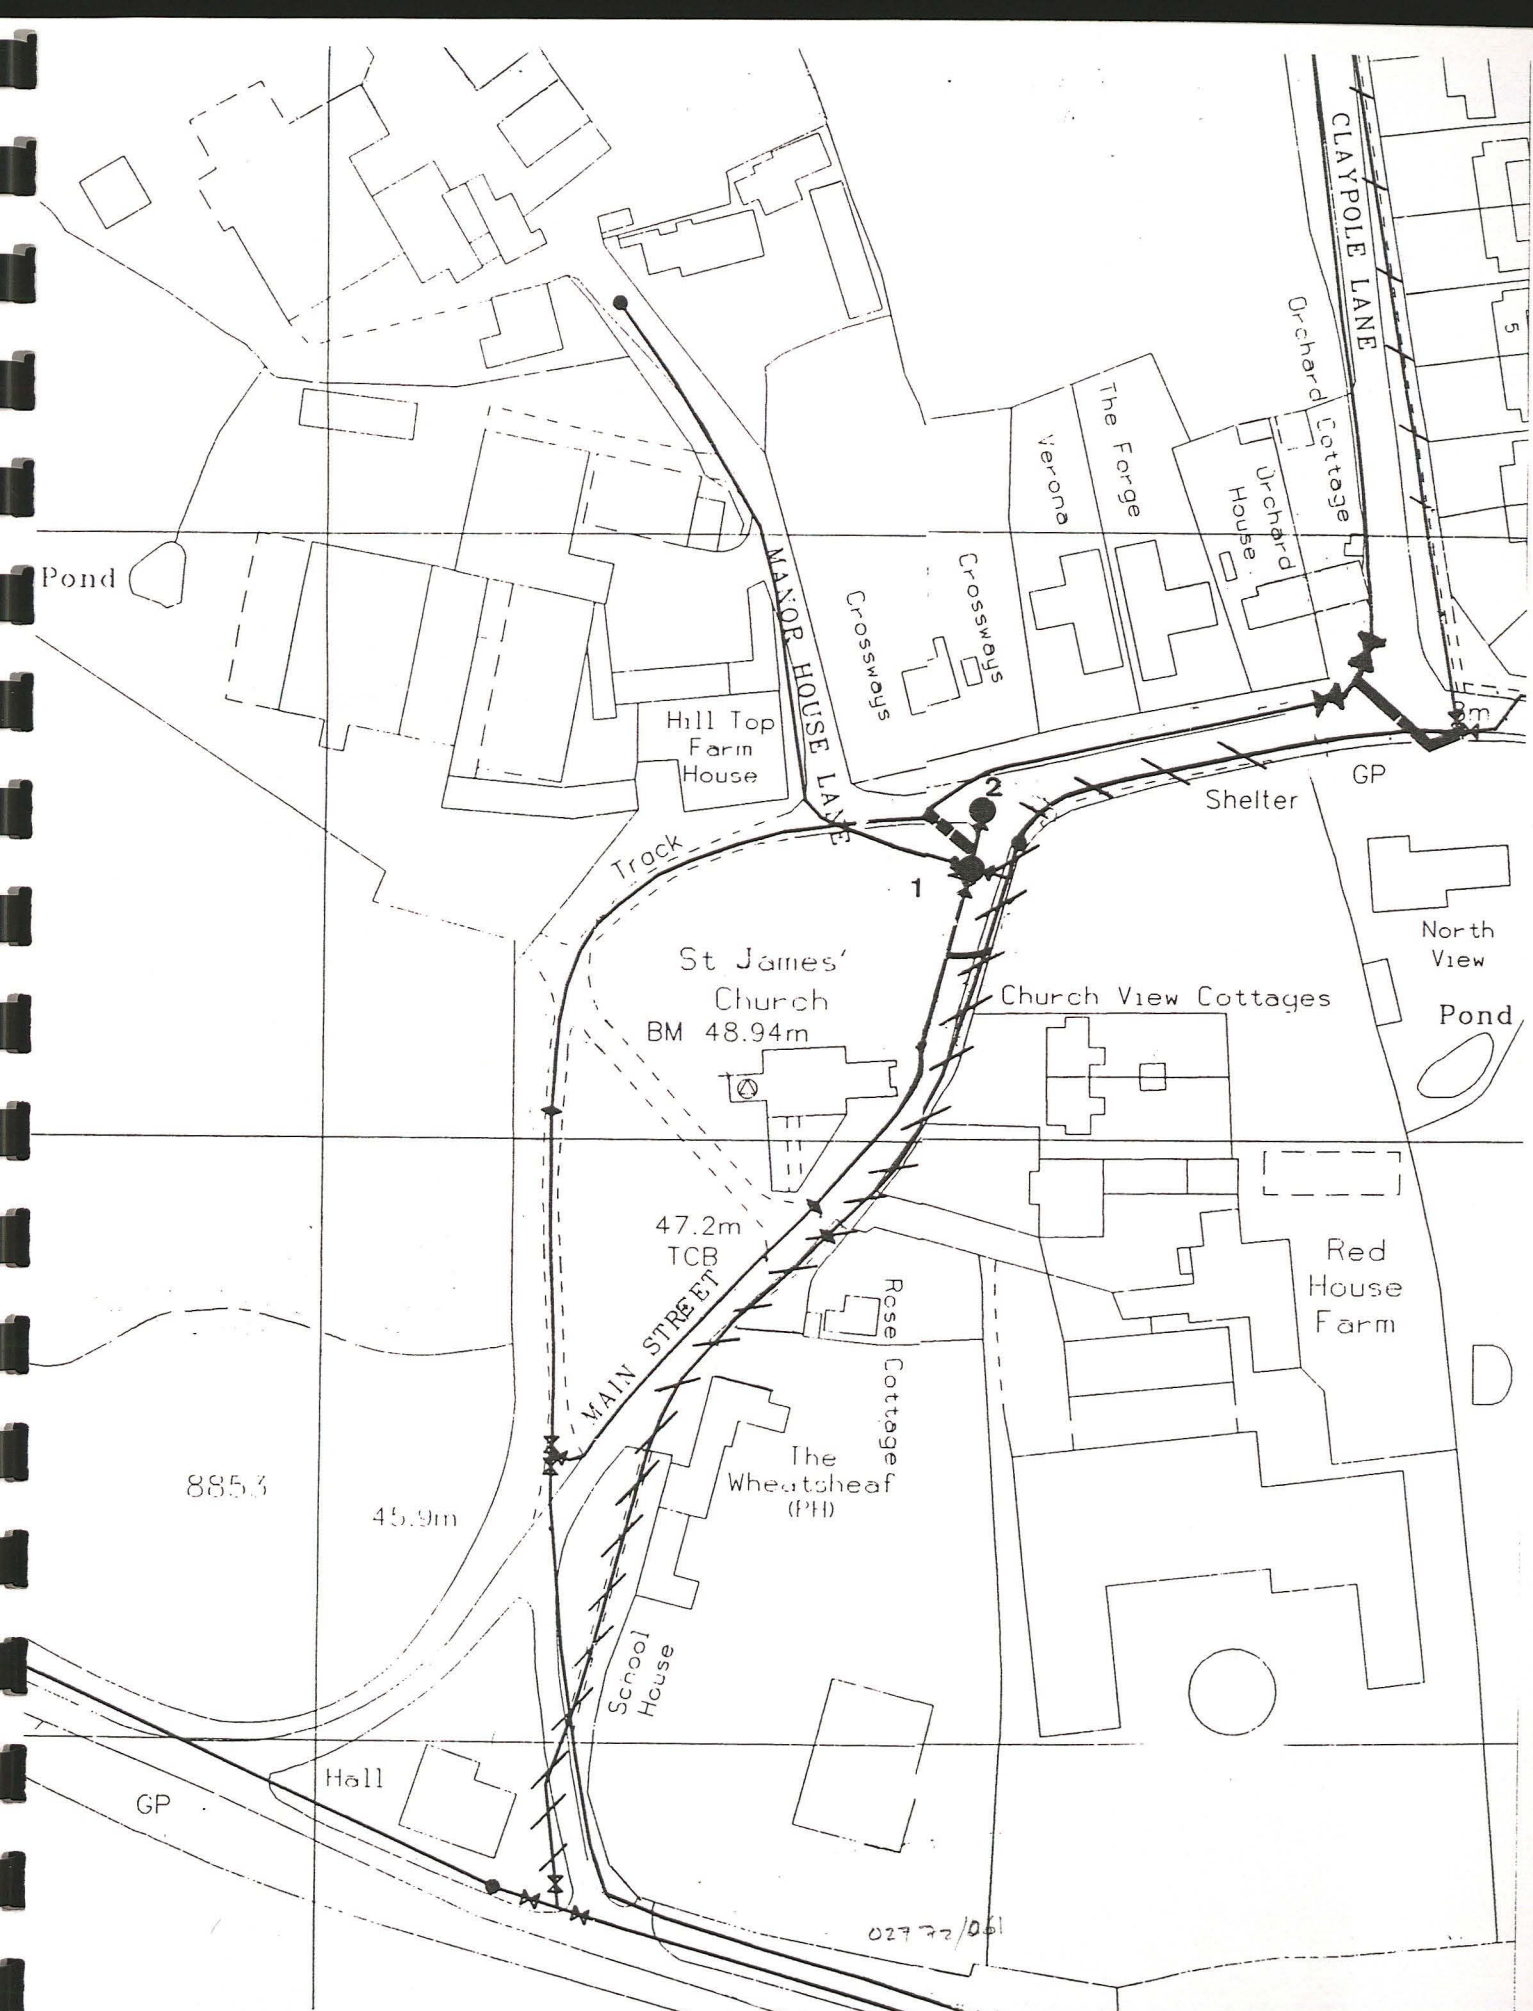 CLAYPOLE LANE
Orchard Cottage
5
The Forge
Verona
Orchard
House
Pond
MANOR HOUSE LANE
Crossways
Crossways
Hill Top
Farm
House
GP
Shelter
2
Track
1
North
View
St James'
Church
BM 48.94m
Church View Cottages
Pond
47.2m
TCB
MAIN STREET
Rose Cottage
Red
House
Farm
The
Wheatsheaf
(PH)
8853
45.9m
School
House
Hall
GP
02772/061